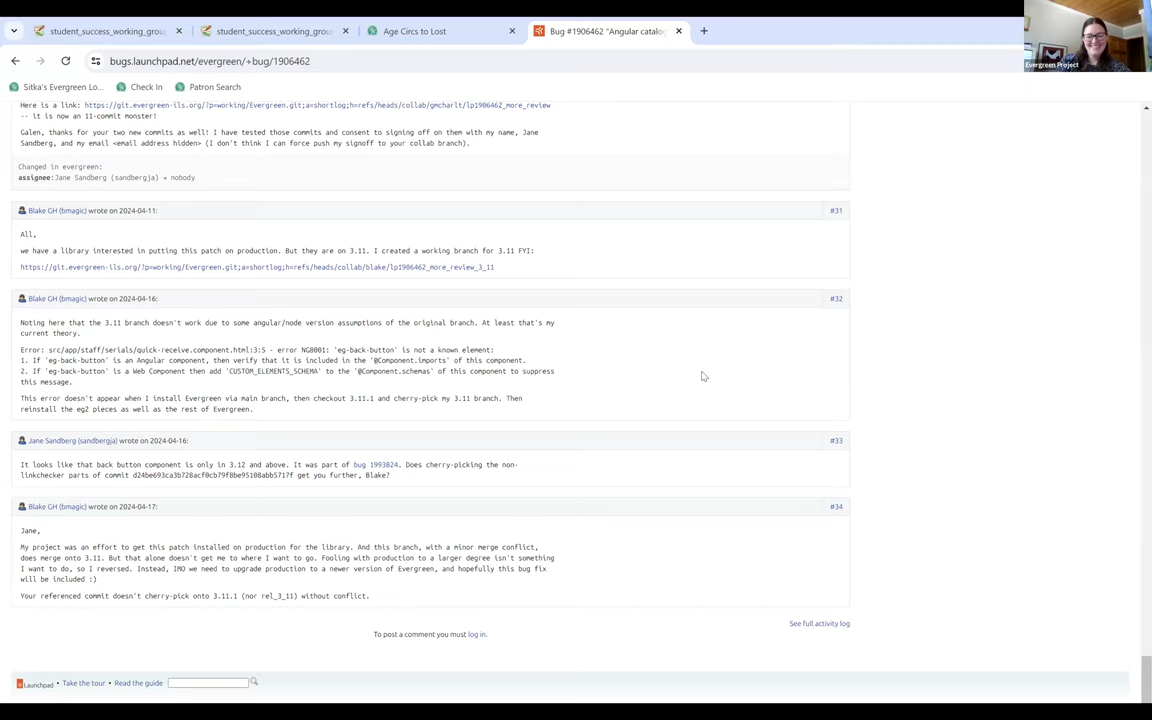 student_success_working_grou
student_success_working_grou
Age Circs to Lost
Bug #1906462 "Angular catalog
bugs.launchpad.net/evergreen/+bug/1906462
Sitka's Evergreen Lo...
Check In
Patron Search
Evergreen Project
Here is a link: https://git.evergreen-ils.org/?p=working/Evergreen.git;a=shortlog;h=refs/heads/collab/gmcharlt/lp1906462_more_review
-- it is now an 11-commit monster!
Galen, thanks for your two new commits as well! I have tested those commits and consent to signing off on them with my name, Jane
Sandberg, and my email <email address hidden> (I don't think I can force push my signoff to your collab branch).
Changed in evergreen:
assignee:Jane Sandberg (sandbergja) → nobody
Blake GH (bmagic) wrote on 2024-04-11: #31
All,
we have a library interested in putting this patch on production. But they are on 3.11. I created a working branch for 3.11 FYI:
https://git.evergreen-ils.org/?p=working/Evergreen.git;a=shortlog;h=refs/heads/collab/blake/lp1906462_more_review_3_11
Blake GH (bmagic) wrote on 2024-04-16: #32
Noting here that the 3.11 branch doesn't work due to some angular/node version assumptions of the original branch. At least that's my
current theory.
Error: src/app/staff/serials/quick-receive.component.html:3:5 - error NG8001: 'eg-back-button' is not a known element:
1. If 'eg-back-button' is an Angular component, then verify that it is included in the '@Component.imports' of this component.
2. If 'eg-back-button' is a Web Component then add 'CUSTOM_ELEMENTS_SCHEMA' to the '@Component.schemas' of this component to suppress
this message.
This error doesn't appear when I install Evergreen via main branch, then checkout 3.11.1 and cherry-pick my 3.11 branch. Then
reinstall the eg2 pieces as well as the rest of Evergreen.
Jane Sandberg (sandbergja) wrote on 2024-04-16: #33
It looks like that back button component is only in 3.12 and above. It was part of bug 1993824. Does cherry-picking the non-
linkchecker parts of commit d24be693ca3b728acf0cb79f8be95108abb5717f get you further, Blake?
Blake GH (bmagic) wrote on 2024-04-17: #34
Jane,
My project was an effort to get this patch installed on production for the library. And this branch, with a minor merge conflict,
does merge onto 3.11. But that alone doesn't get me to where I want to go. Fooling with production to a larger degree isn't something
I want to do, so I reversed. Instead, IMO we need to upgrade production to a newer version of Evergreen, and hopefully this bug fix
will be included :)
Your referenced commit doesn't cherry-pick onto 3.11.1 (nor rel_3_11) without conflict.
See full activity log
To post a comment you must log in.
Launchpad • Take the tour • Read the guide